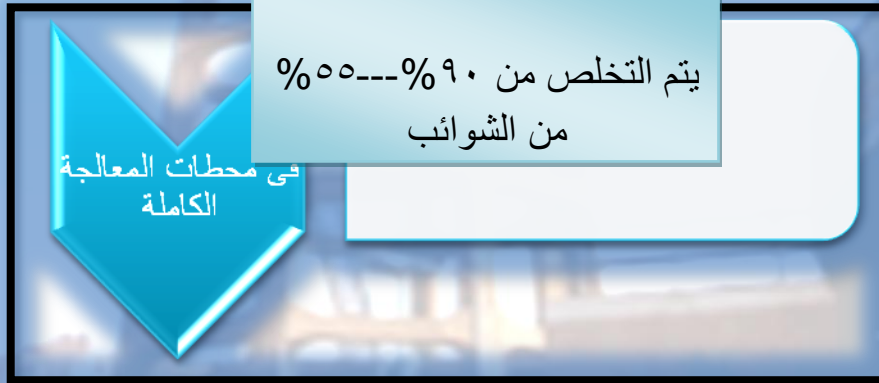 يتم التخلص من ٩٠%---٥٥%
من الشوائب
فى محطات المعالجة
الكاملة